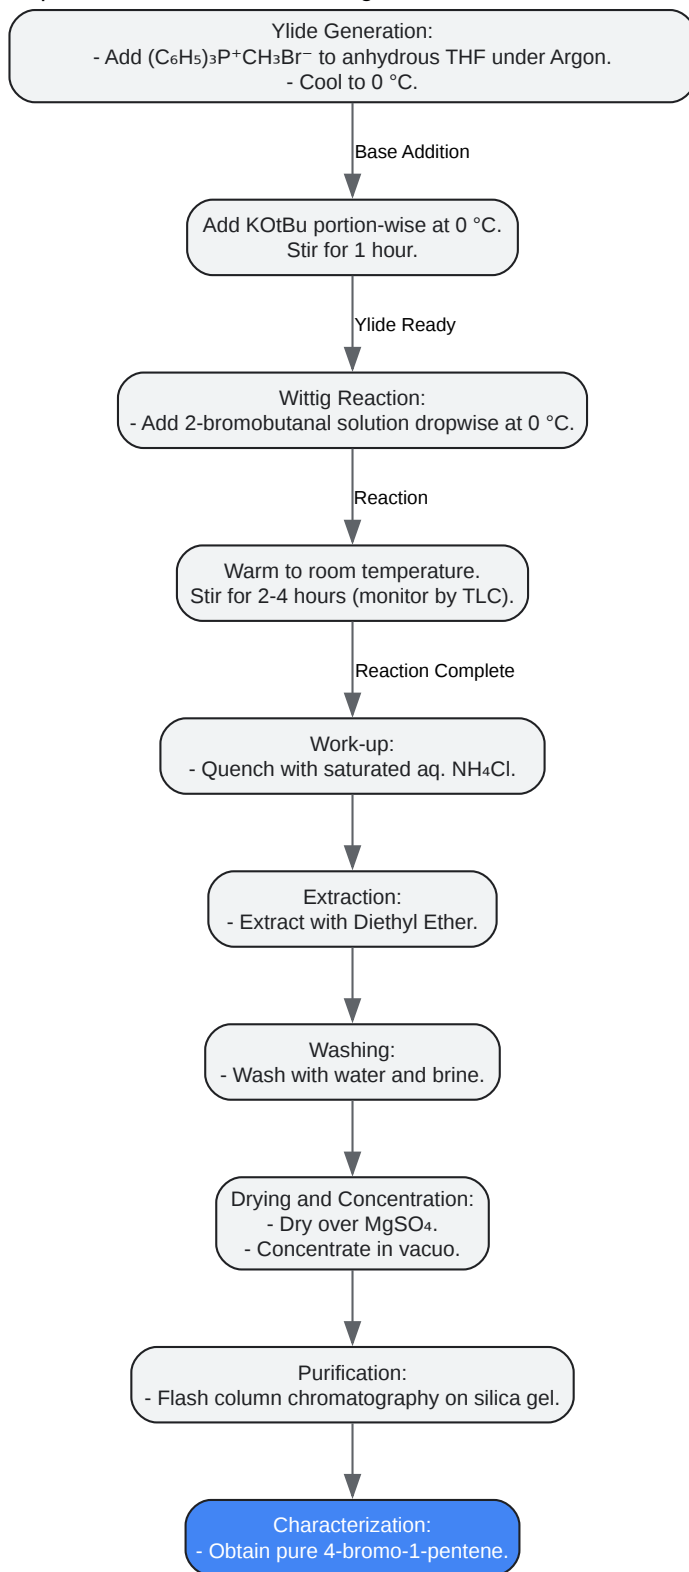 Ylide Generation:
- Add (C₆H₅)₃P⁺CH₃Br⁻ to anhydrous THF under Argon.
- Cool to 0 °C.
Base Addition
Add KOtBu portion-wise at 0 °C.
Stir for 1 hour.
Ylide Ready
Wittig Reaction:
- Add 2-bromobutanal solution dropwise at 0 °C.
Reaction
Warm to room temperature.
Stir for 2-4 hours (monitor by TLC).
Reaction Complete
Work-up:
- Quench with saturated aq. NH₄Cl.
Extraction:
- Extract with Diethyl Ether.
Washing:
- Wash with water and brine.
Drying and Concentration:
- Dry over MgSO₄.
- Concentrate in vacuo.
Purification:
- Flash column chromatography on silica gel.
Characterization:
- Obtain pure 4-bromo-1-pentene.